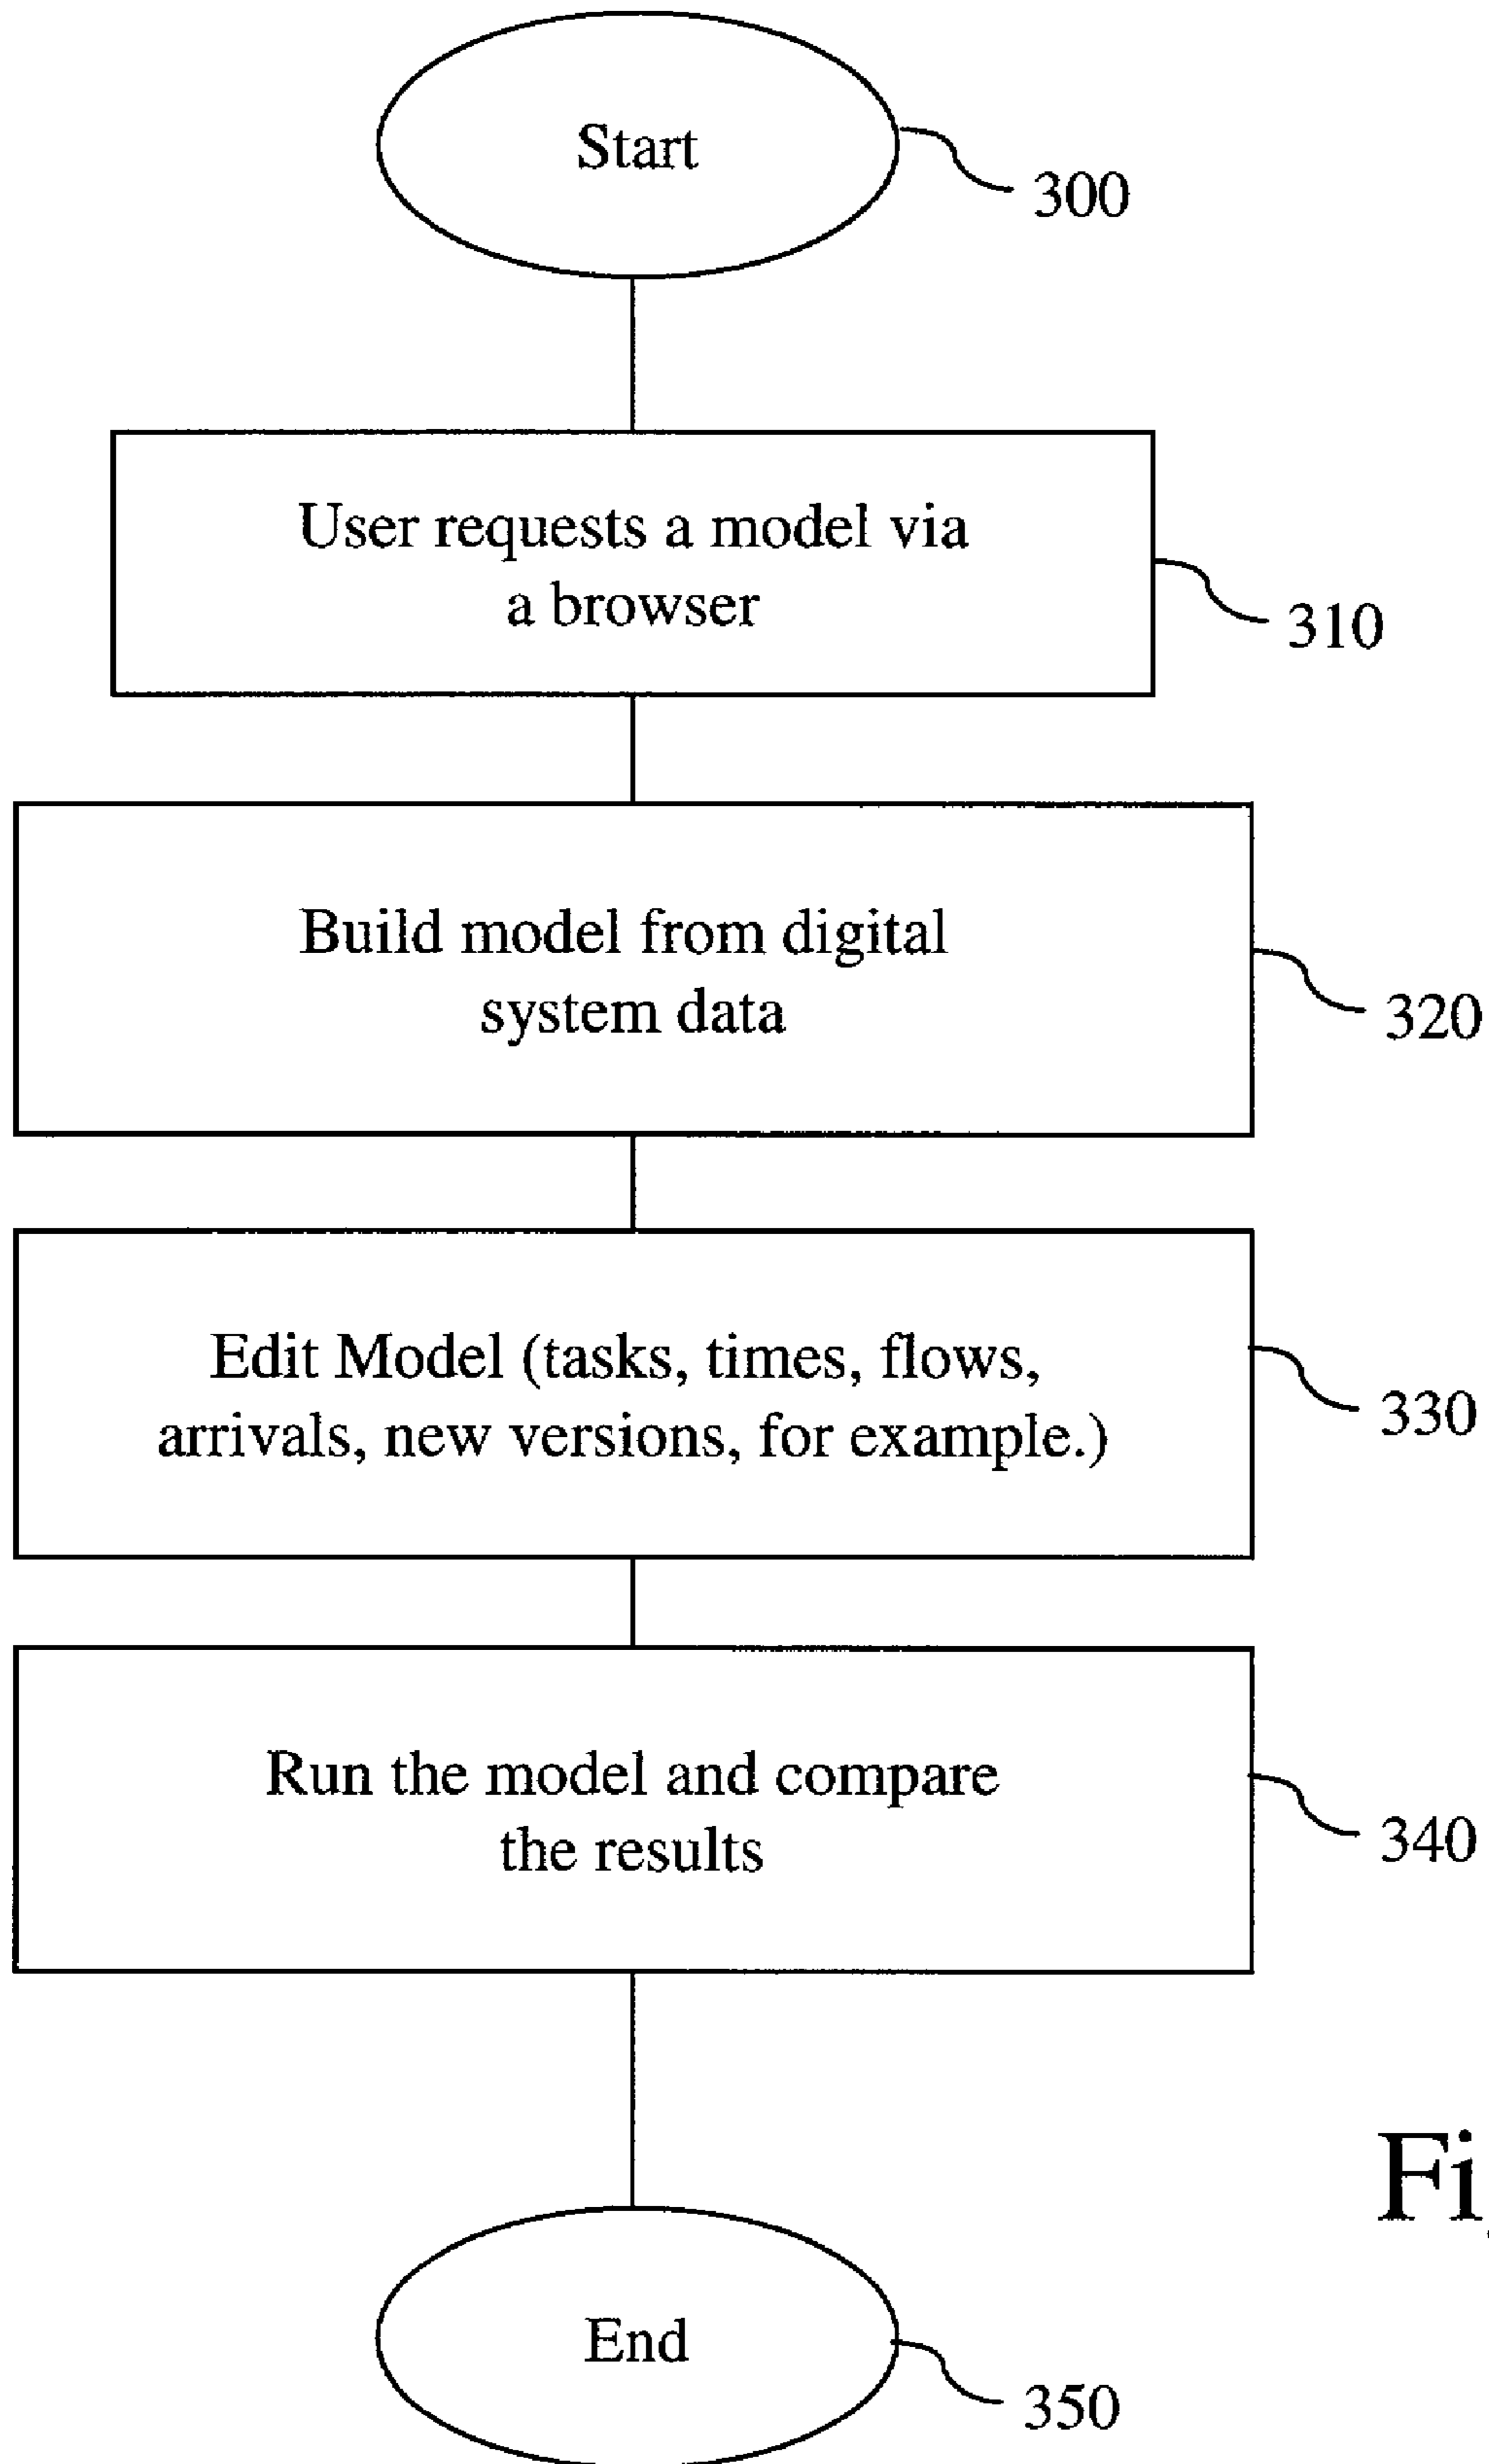 Start
300
User requests a model via
a browser
310
Build model from digital
system data
320
Edit Model (tasks, times, flows,
arrivals, new versions, for example.)
330
Run the model and compare
the results
340
End
350